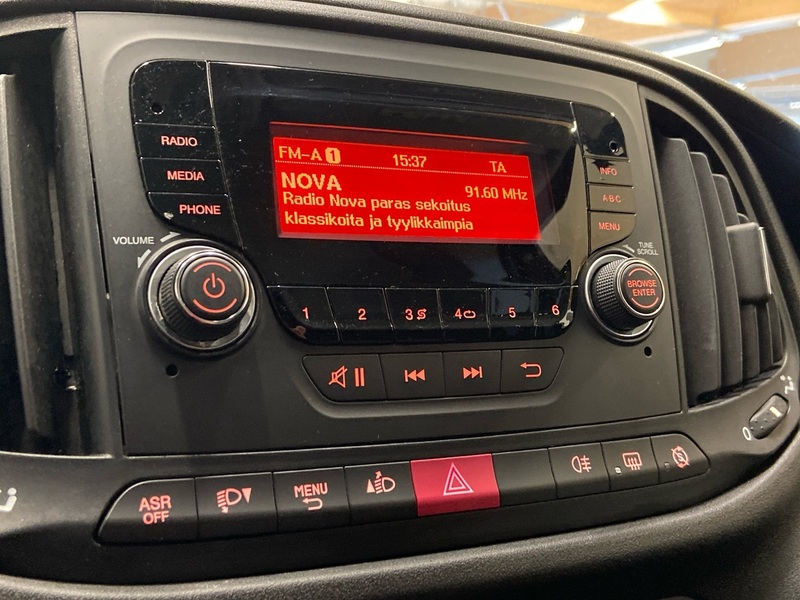 FM-A 1 15:37 TA
NOVA 91.60 MHz
Radio Nova paras sekoitus
klassikoita ja tyylikkaimpia
RADIO
MEDIA
PHONE
INFO
A-B-C
MENU
VOLUME
TUNE
SCROLL
BROWSE
ENTER
1 2 3 4 5 6
ASR
OFF
MENU
0